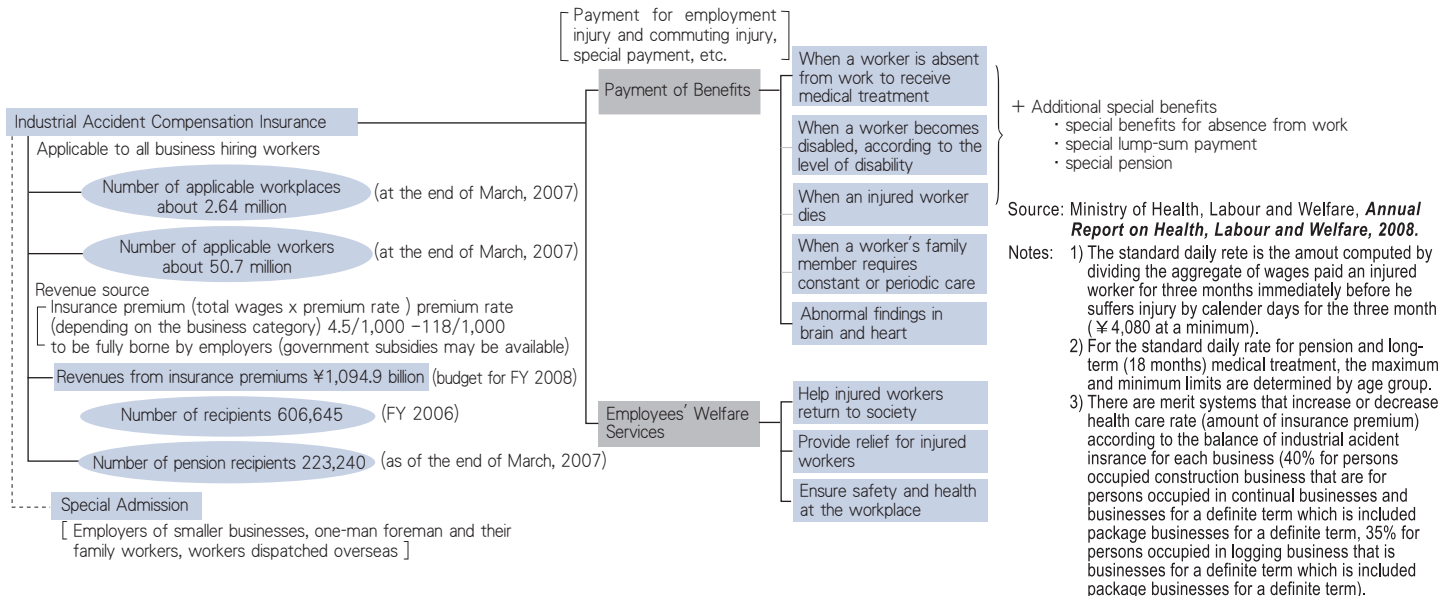 Industrial Accident Compensation Insurance
Applicable to all business hiring workers
Number of applicable workplaces
about 2.64 million
(at the end of March, 2007)
Number of applicable workers
about 50.7 million
(at the end of March, 2007)
Revenue source
Insurance premium (total wages x premium rate ) premium rate
(depending on the business category) 4.5/1,000 –118/1,000
to be fully borne by employers (government subsidies may be available)
Revenues from insurance premiums ¥1,094.9 billion
(budget for FY 2008)
Number of recipients 606,645
(FY 2006)
Number of pension recipients 223,240
(as of the end of March, 2007)
Special Admission
[ Employers of smaller businesses, one-man foreman and their
family workers, workers dispatched overseas ]
Payment for employment
injury and commuting injury,
special payment, etc.
Payment of Benefits
When a worker is absent
from work to receive
medical treatment
When a worker becomes
disabled, according to the
level of disability
When an injured worker
dies
When a worker's family
member requires
constant or periodic care
Abnormal findings in
brain and heart
+ Additional special benefits
・special benefits for absence from work
・special lump-sum payment
・special pension
Employees' Welfare
Services
Help injured workers
return to society
Provide relief for injured
workers
Ensure safety and health
at the workplace
Source: Ministry of Health, Labour and Welfare, Annual
Report on Health, Labour and Welfare, 2008.
Notes: 1) The standard daily rete is the amout computed by
dividing the aggregate of wages paid an injured
worker for three months immediately before he
suffers injury by calender days for the three month
(¥4,080 at a minimum).
2) For the standard daily rate for pension and long-
term (18 months) medical treatment, the maximum
and minimum limits are determined by age group.
3) There are merit systems that increase or decrease
health care rate (amount of insurance premium)
according to the balance of industrial acident
insrance for each business (40% for persons
occupied construction business that are for
persons occupied in continual businesses and
businesses for a definite term which is included
package businesses for a definite term, 35% for
persons occupied in logging business that is
businesses for a definite term which is included
package businesses for a definite term).